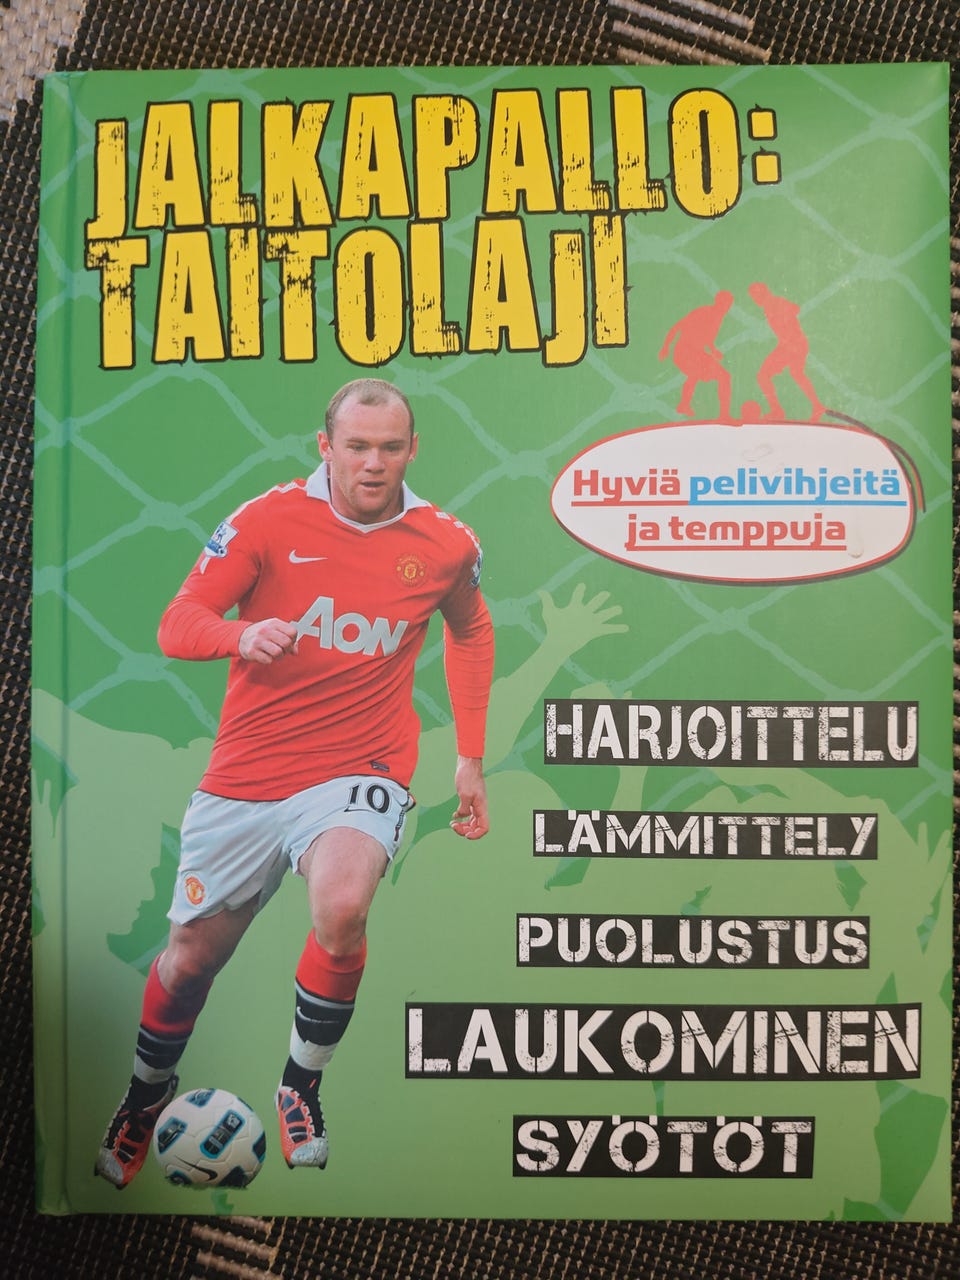 JALKAPALLO:
TAITOLAJI
Hyviä pelivihjeitä
ja temppuja
AON
10
HARJOITTELU
LÄMMITTELY
PUOLUSTUS
LAUKOMINEN
SYÖTÖT